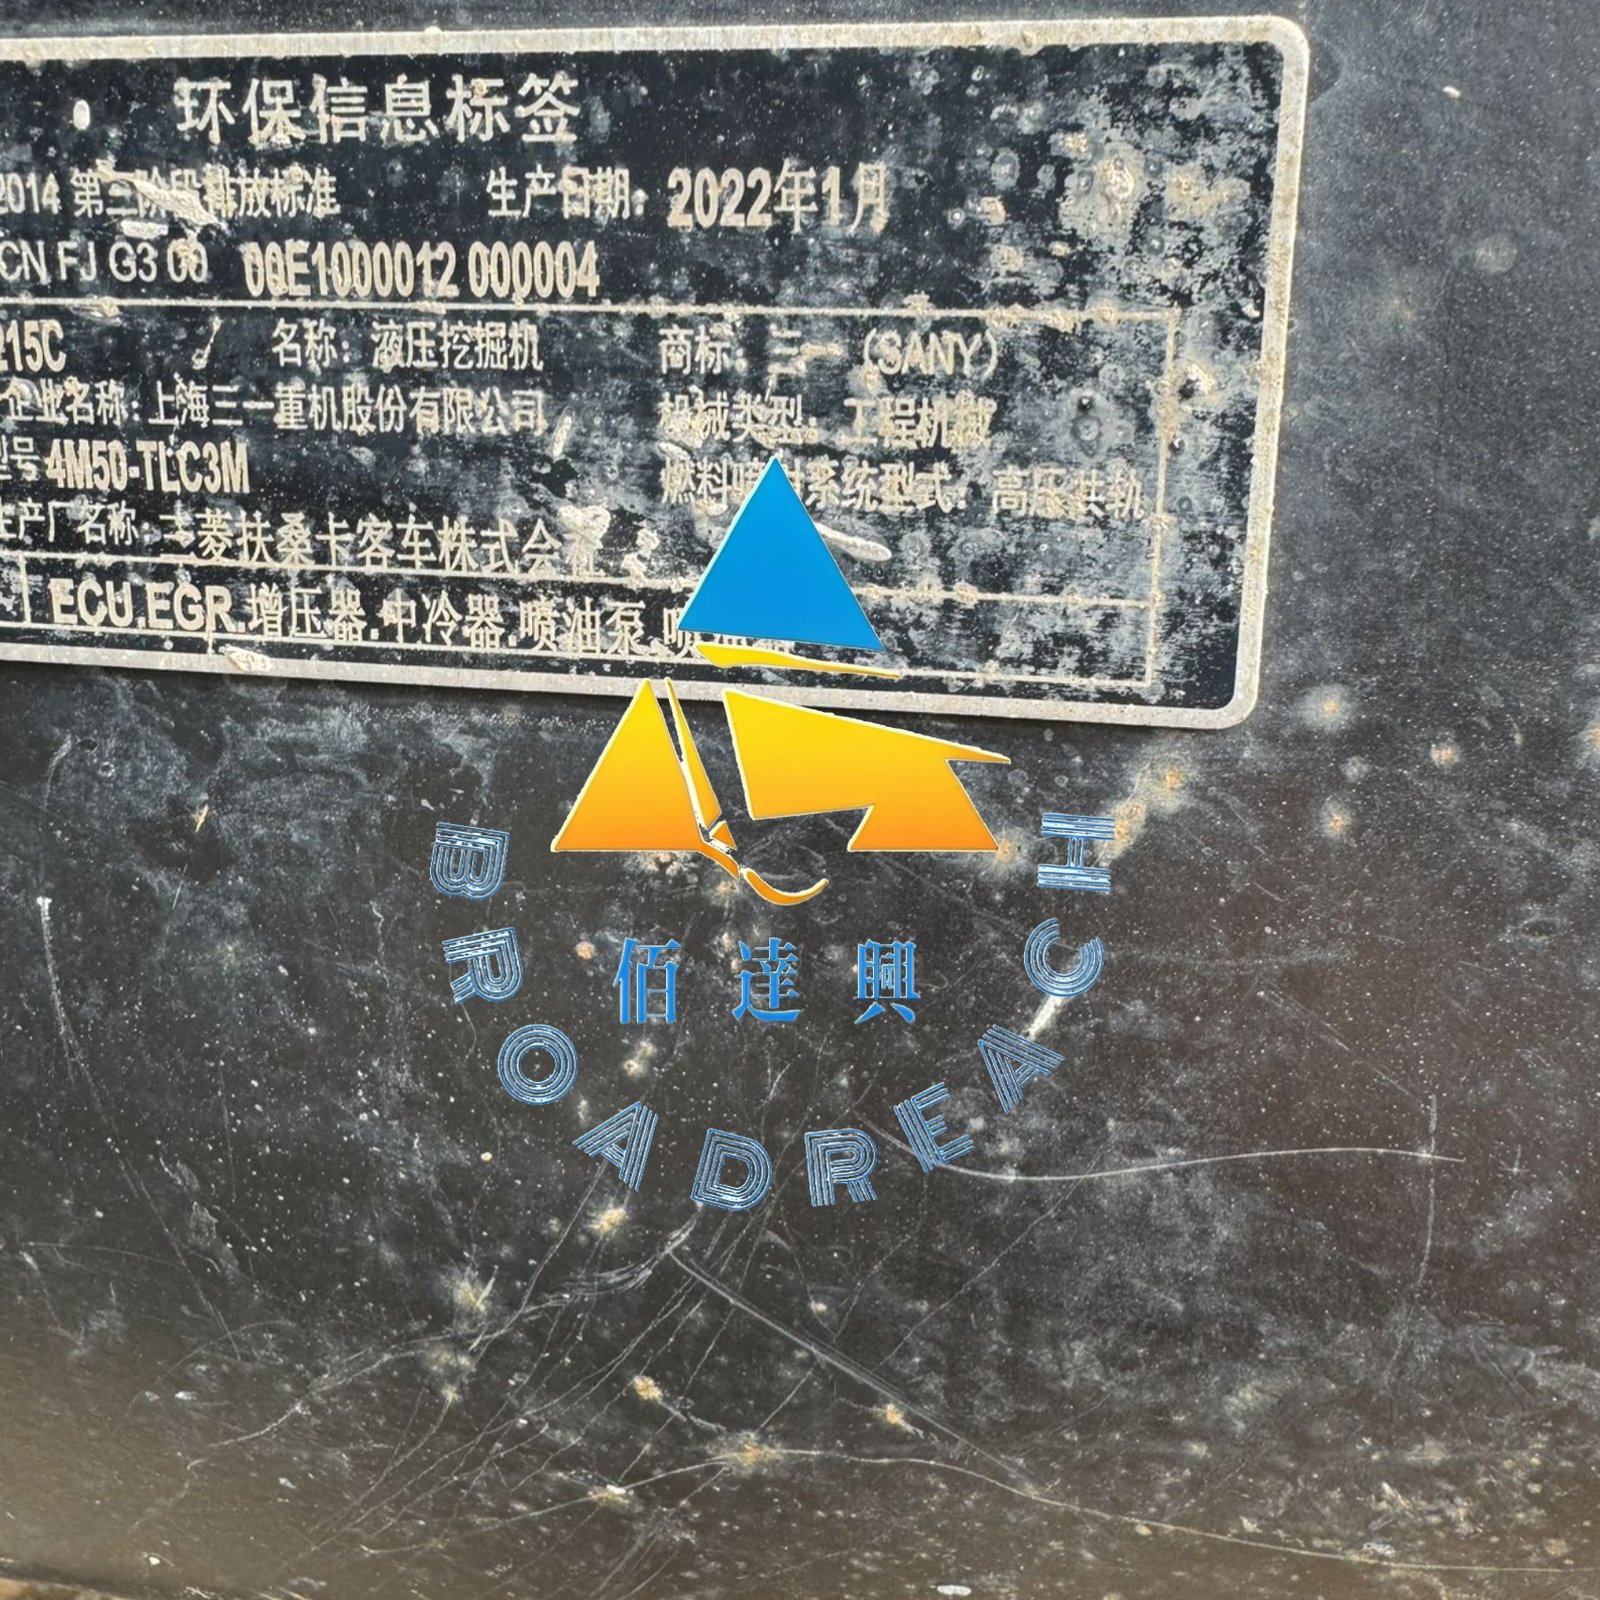 环保信息标签
2014 第三阶段排放标准 生产日期: 2022年1月
CN FJ G3 00 00E1000012 000004
215C 名称: 液压挖掘机 商标: 三一 (SANY)
企业名称: 上海三一重机股份有限公司 机械类型: 工程机械
型号 4M50-TLC3M 燃料喷射系统型式: 高压共轨
生产厂名称: 三菱扶桑卡客车株式会社
ECU.EGR.增压器.中冷器.喷油泵.喷油器
佰達興
BROADREACH